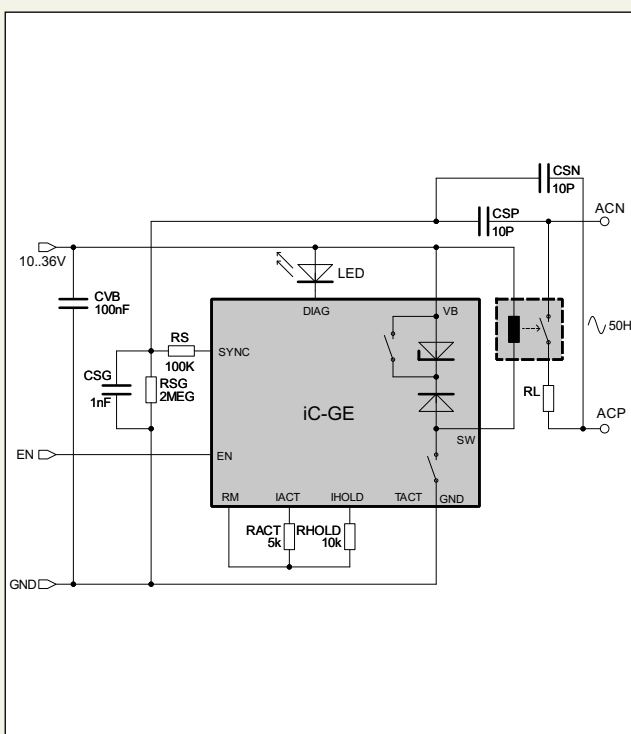 CSN
10P
CSP
10P
ACN
10..36V
LED
CVB
100nF
DIAG
VB
50H
RS
100K
SYNC
CSG
1nF
RSG
2MEG
iC-GE
RL
ACP
SW
EN
EN
RM
IACT
IHOLD
TACT
GND
RACT
5k
RHOLD
10k
GND